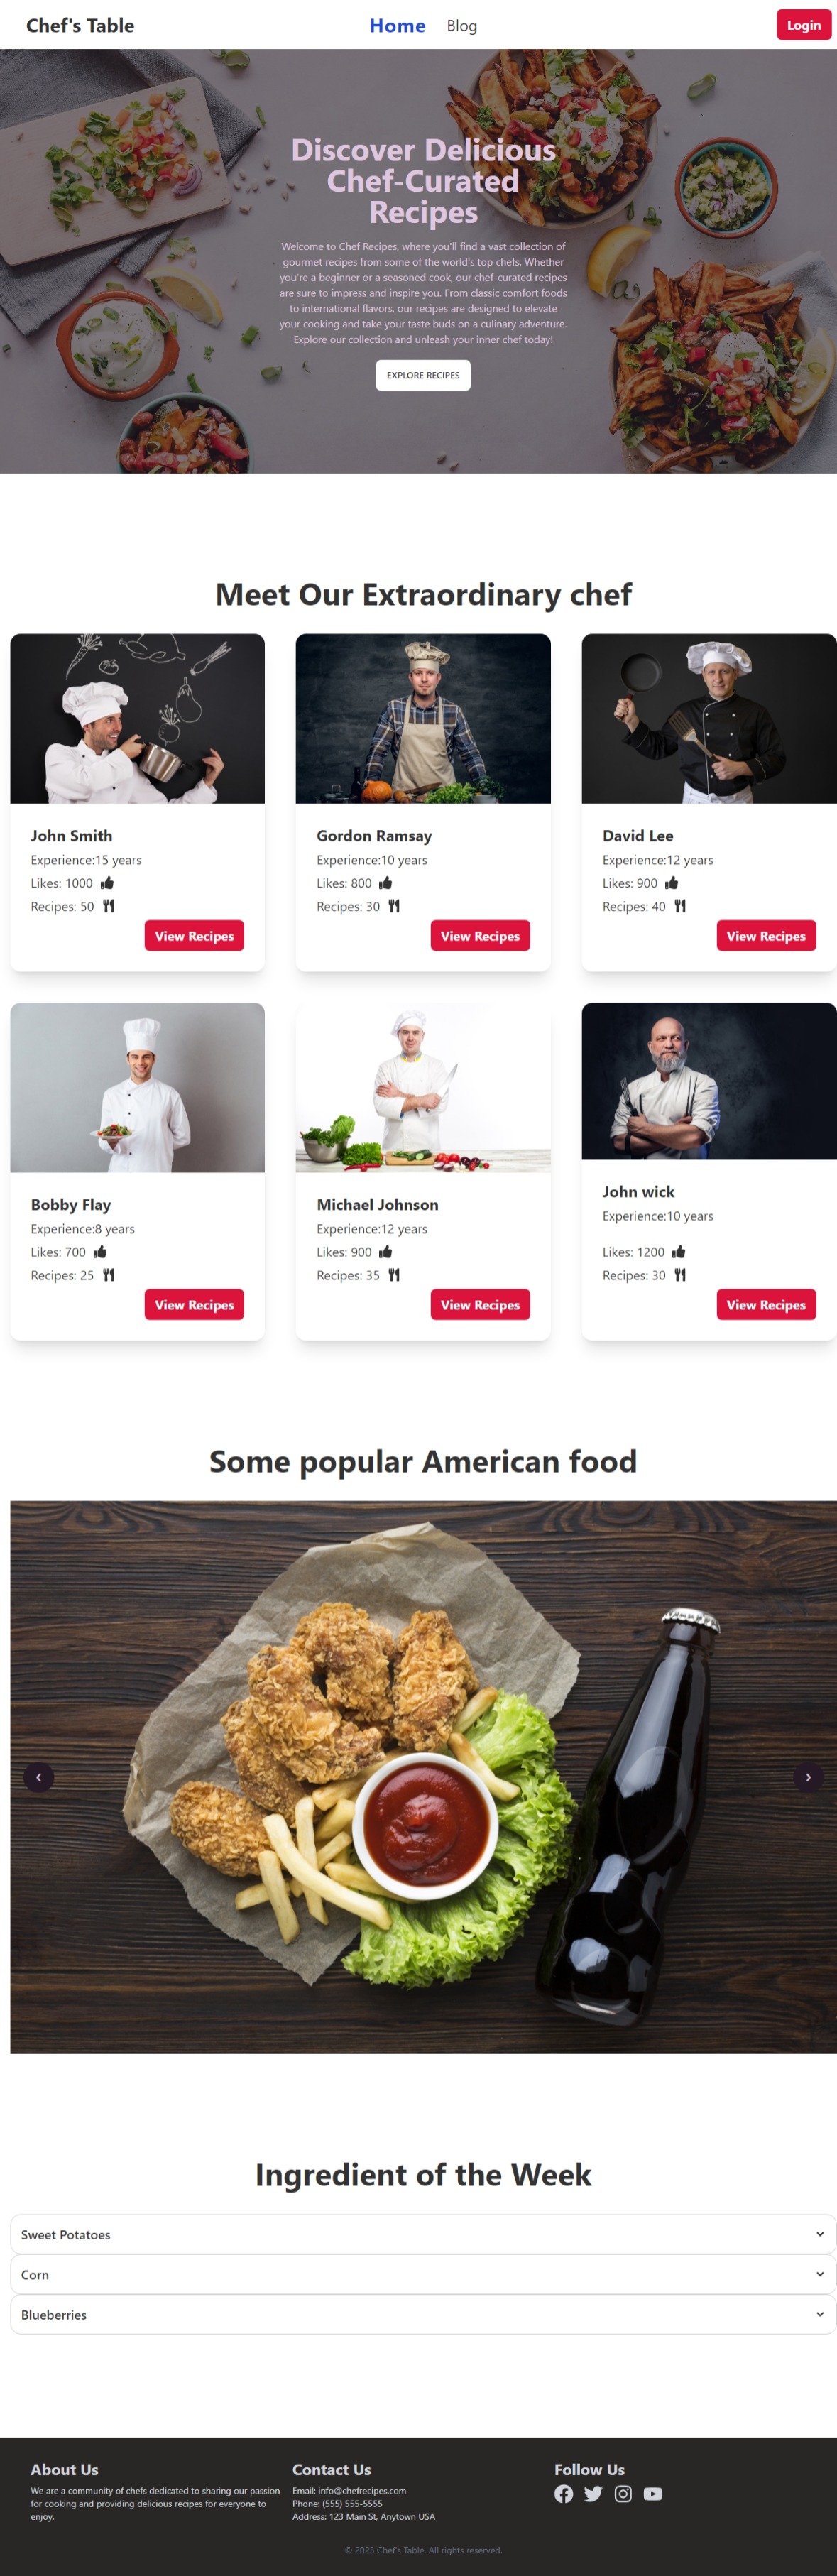 Chef's Table
Home
Blog
Login
Discover Delicious
Chef-Curated
Recipes
Welcome to Chef Recipes, where you'll find a vast collection of
gourmet recipes from some of the world's top chefs. Whether
you're a beginner or a seasoned cook, our chef-curated recipes
are sure to impress and inspire you. From classic comfort foods
to international flavors, our recipes are designed to elevate
your cooking and take your taste buds on a culinary adventure.
Explore our collection and unleash your inner chef today!
EXPLORE RECIPES
Meet Our Extraordinary chef
John Smith
Experience:15 years
Likes: 1000
Recipes: 50
View Recipes
Gordon Ramsay
Experience:10 years
Likes: 800
Recipes: 30
View Recipes
David Lee
Experience:12 years
Likes: 900
Recipes: 40
View Recipes
Bobby Flay
Experience:8 years
Likes: 700
Recipes: 25
View Recipes
Michael Johnson
Experience:12 years
Likes: 900
Recipes: 35
View Recipes
John wick
Experience:10 years
Likes: 1200
Recipes: 30
View Recipes
Some popular American food
Ingredient of the Week
Sweet Potatoes
Corn
Blueberries
About Us
We are a community of chefs dedicated to sharing our passion
for cooking and providing delicious recipes for everyone to
enjoy.
Contact Us
Email: info@chefrecipes.com
Phone: (555) 555-5555
Address: 123 Main St, Anytown USA
Follow Us
© 2023 Chef's Table. All rights reserved.